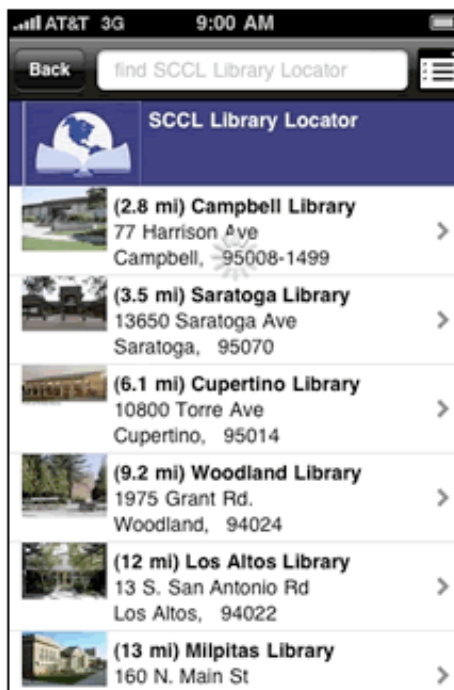 AT&T 3G 9:00 AM
Back find SCCL Library Locator
SCCL Library Locator
(2.8 mi) Campbell Library
77 Harrison Ave
Campbell, 95008-1499
(3.5 mi) Saratoga Library
13650 Saratoga Ave
Saratoga, 95070
(6.1 mi) Cupertino Library
10800 Torre Ave
Cupertino, 95014
(9.2 mi) Woodland Library
1975 Grant Rd.
Woodland, 94024
(12 mi) Los Altos Library
13 S. San Antonio Rd
Los Altos, 94022
(13 mi) Milpitas Library
160 N. Main St